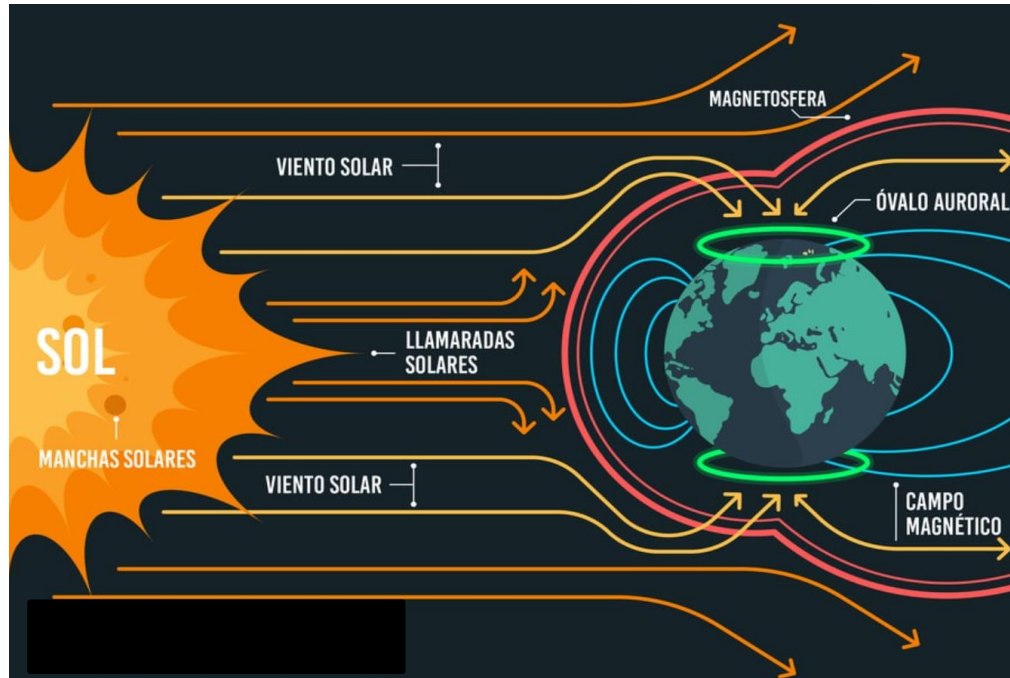 MAGNETOSFERA
VIENTO SOLAR
ÓVALO AURORAL
SOL
LLAMARADAS
SOLARES
MANCHAS SOLARES
VIENTO SOLAR
CAMPO
MAGNÉTICO